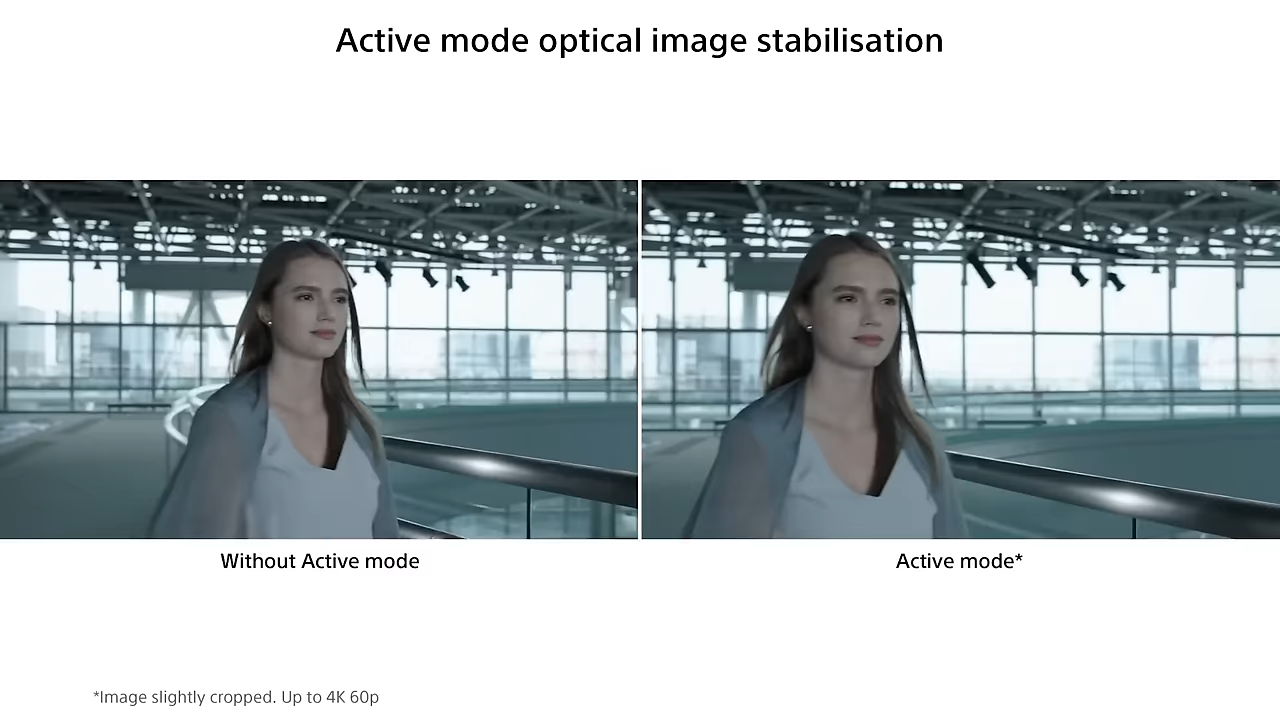 Active mode optical image stabilisation
Without Active mode
Active mode*
*Image slightly cropped. Up to 4K 60p